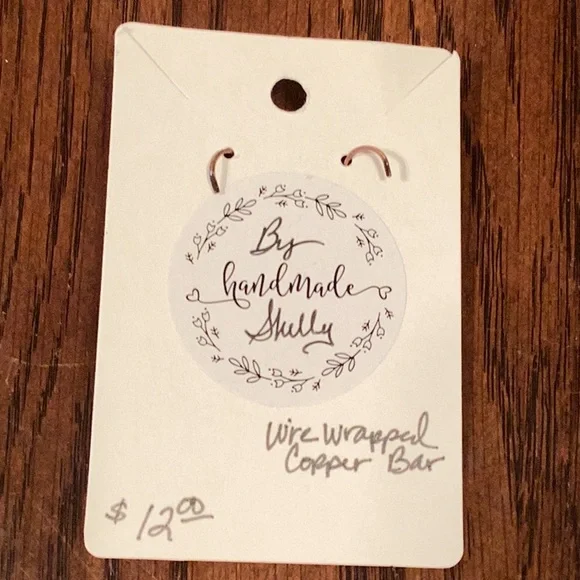 By
handmade
Shelly
Wire Wrapped
Copper Bar
$ 12.00